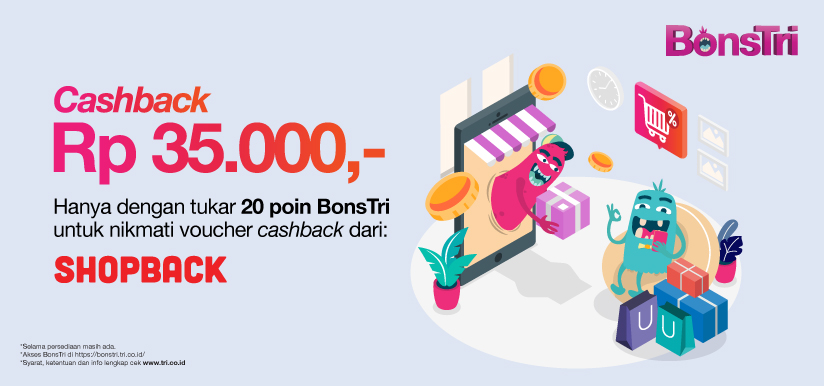 BonsTri
Cashback
Rp 35.000,-
Hanya dengan tukar 20 poin BonsTri
untuk nikmati voucher cashback dari:
SHOPBACK
%
*Selama persediaan masih ada.
*Akses BonsTri di https://bonstri.tri.co.id/
*Syarat, ketentuan dan info lengkap cek www.tri.co.id